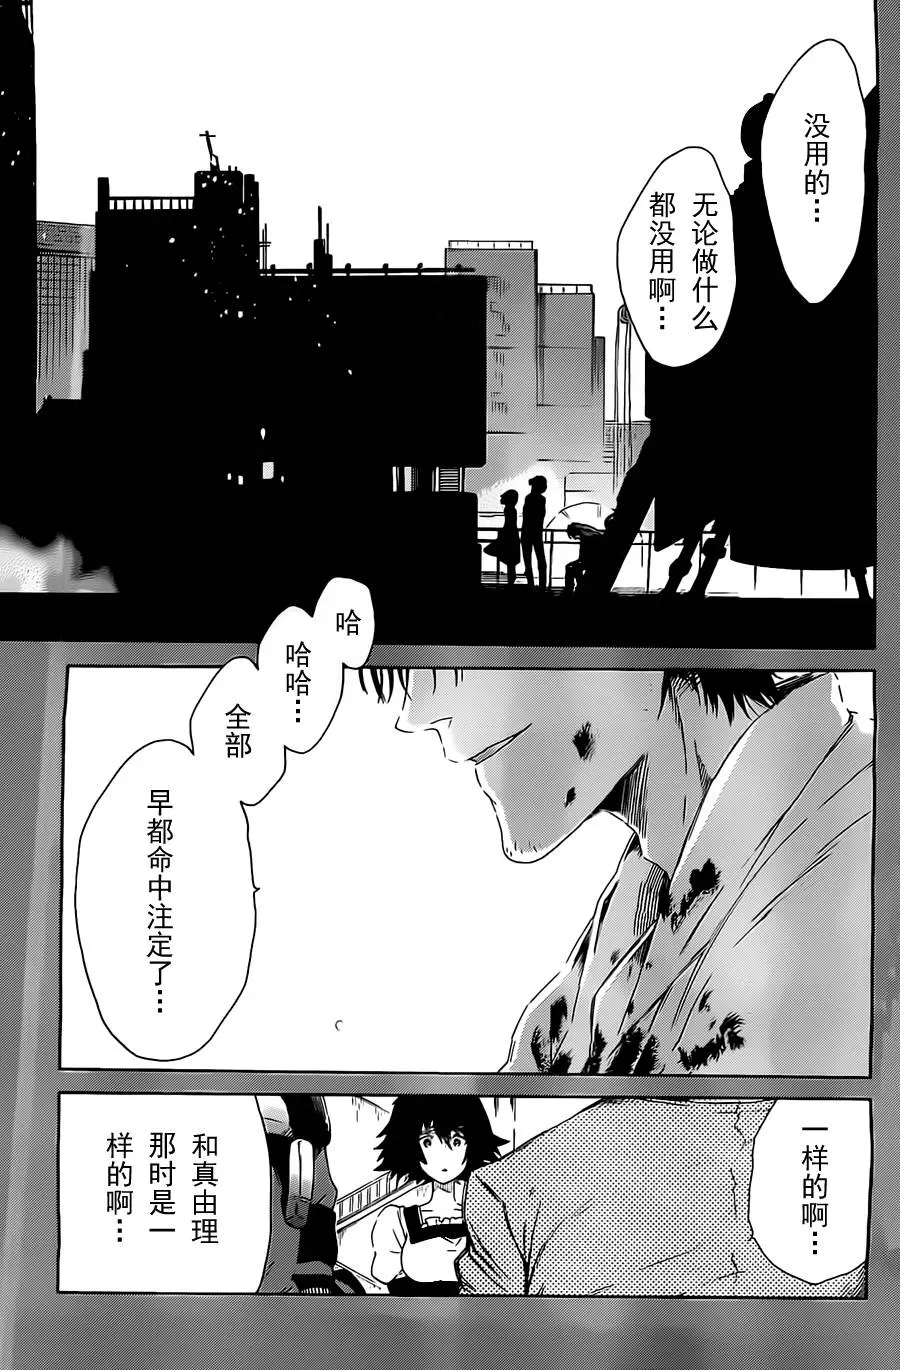 没用的…
无论做什么
都没用啊…
哈
哈哈…
全部
早都命中注定了…
一样的啊…
和真由理
那时是一
样的啊…